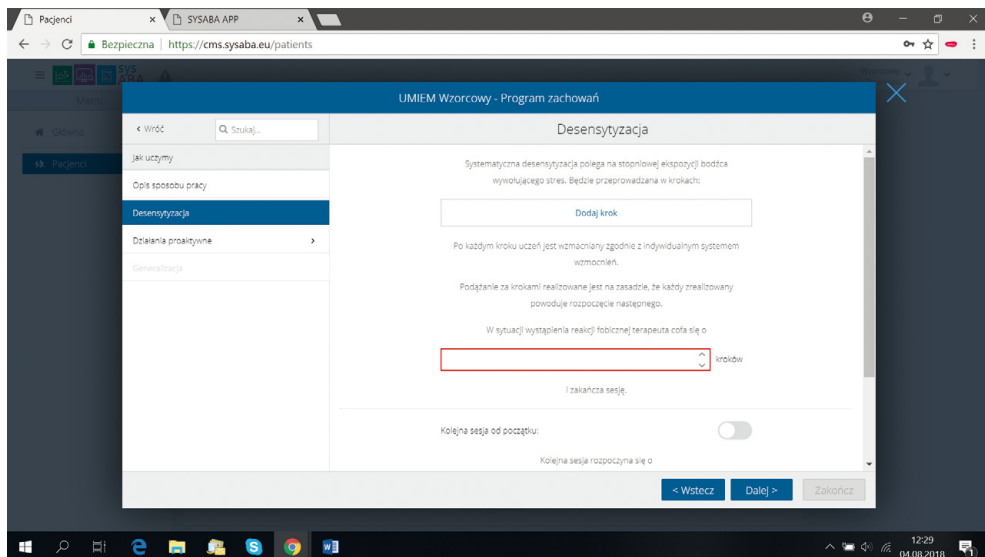 Pacjenci
SYSABA APP
Bezpieczna
https://cms.sysaba.eu/patients
SYS
ABA
Wzorcowy
Menu
Główna
Pacjenci
UMIEM Wzorcowy - Program zachowań
< Wróć
Szukaj...
Desensytyzacja
Jak uczymy
Opis sposobu pracy
Desensytyzacja
Działania proaktywne
Generalizacja
Systematyczna desensytyzacja polega na stopniowej ekspozycji bodźca
wywołującego stres. Będzie przeprowadzana w krokach:
Dodaj krok
Po każdym kroku uczeń jest wzmacniany zgodnie z indywidualnym systemem
wzmocnień.
Podążanie za krokami realizowane jest na zasadzie, że każdy zrealizowany
powoduje rozpoczęcie następnego.
W sytuacji wystąpienia reakcji fobicznej terapeuta cofa się o
kroków
I zakańcza sesję.
Kolejna sesja od początku:
Kolejna sesja rozpoczyna się o
< Wstecz
Dalej >
Zakończ
12:29
04.08.2018